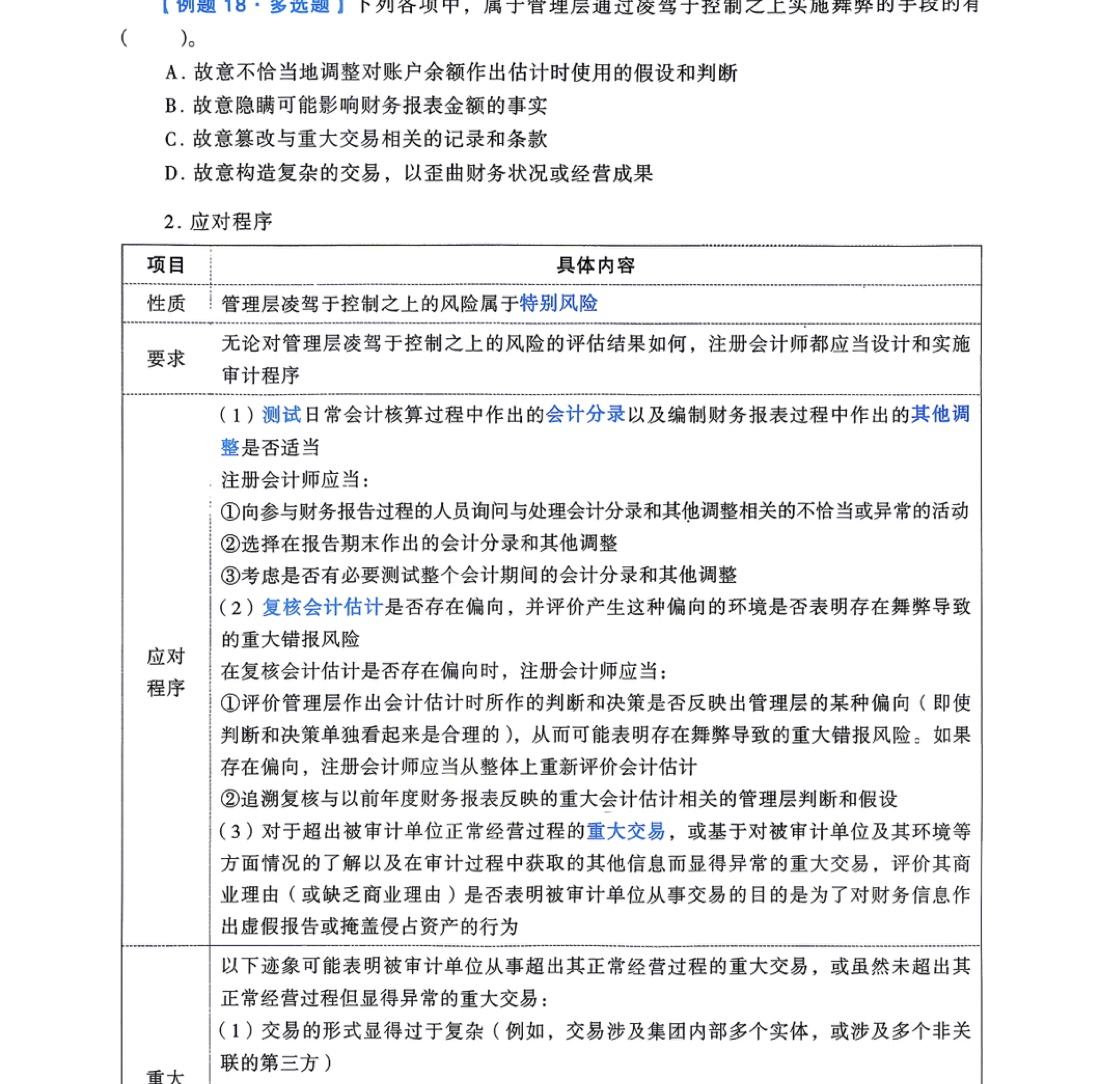 【例题 18·多选题】下列各项中，属于管理层通过凌驾于控制之上实施舞弊的手段的有
（　　）。
A. 故意不恰当地调整对账户余额作出估计时使用的假设和判断
B. 故意隐瞒可能影响财务报表金额的事实
C. 故意篡改与重大交易相关的记录和条款
D. 故意构造复杂的交易，以歪曲财务状况或经营成果
2. 应对程序
项目 具体内容
性质 管理层凌驾于控制之上的风险属于特别风险
要求 无论对管理层凌驾于控制之上的风险的评估结果如何，注册会计师都应当设计和实施
审计程序
应对
程序
（1）测试日常会计核算过程中作出的会计分录以及编制财务报表过程中作出的其他调
整是否适当
注册会计师应当：
①向参与财务报告过程的人员询问与处理会计分录和其他调整相关的不恰当或异常的活动
②选择在报告期末作出的会计分录和其他调整
③考虑是否有必要测试整个会计期间的会计分录和其他调整
（2）复核会计估计是否存在偏向，并评价产生这种偏向的环境是否表明存在舞弊导致
的重大错报风险
在复核会计估计是否存在偏向时，注册会计师应当：
①评价管理层作出会计估计时所作的判断和决策是否反映出管理层的某种偏向（即使
判断和决策单独看起来是合理的），从而可能表明存在舞弊导致的重大错报风险。如果
存在偏向，注册会计师应当从整体上重新评价会计估计
②追溯复核与以前年度财务报表反映的重大会计估计相关的管理层判断和假设
（3）对于超出被审计单位正常经营过程的重大交易，或基于对被审计单位及其环境等
方面情况的了解以及在审计过程中获取的其他信息而显得异常的重大交易，评价其商
业理由（或缺乏商业理由）是否表明被审计单位从事交易的目的是为了对财务信息作
出虚假报告或掩盖侵占资产的行为
重大
以下迹象可能表明被审计单位从事超出其正常经营过程的重大交易，或虽然未超出其
正常经营过程但显得异常的重大交易：
（1）交易的形式显得过于复杂（例如，交易涉及集团内部多个实体，或涉及多个非关
联的第三方）